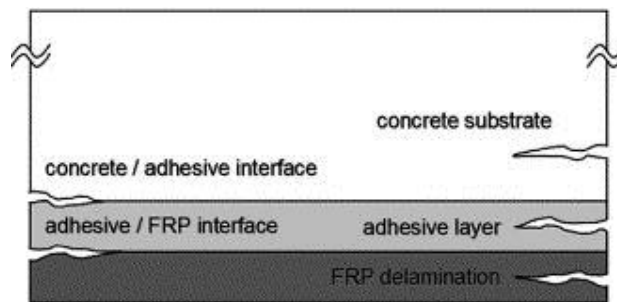 concrete substrate
concrete / adhesive interface
adhesive / FRP interface
adhesive layer
FRP delamination